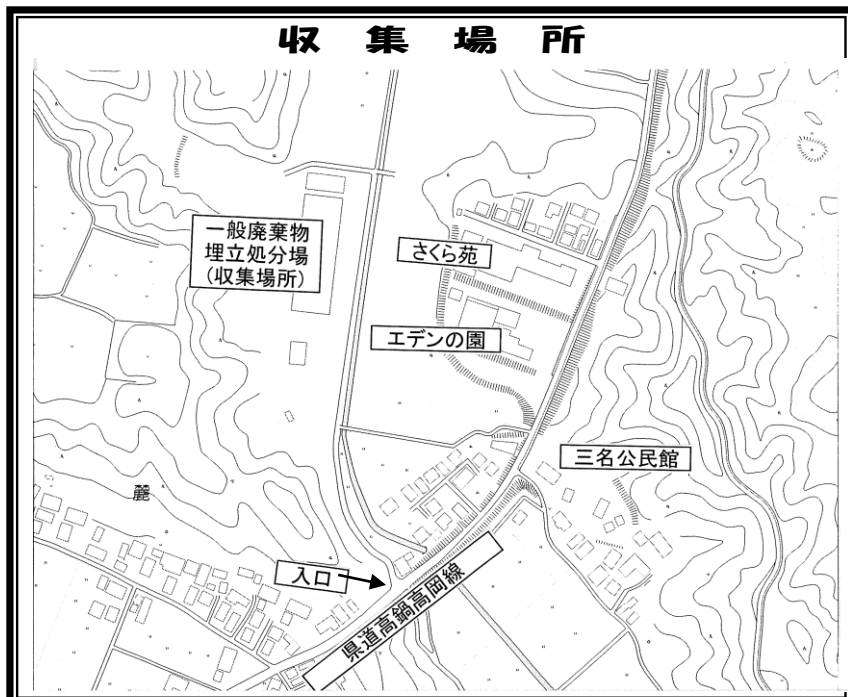 収集場所
一般廃棄物
埋立処分場
(収集場所)
さくら苑
エデンの園
三名公民館
麓
入口
県道高鍋高岡線